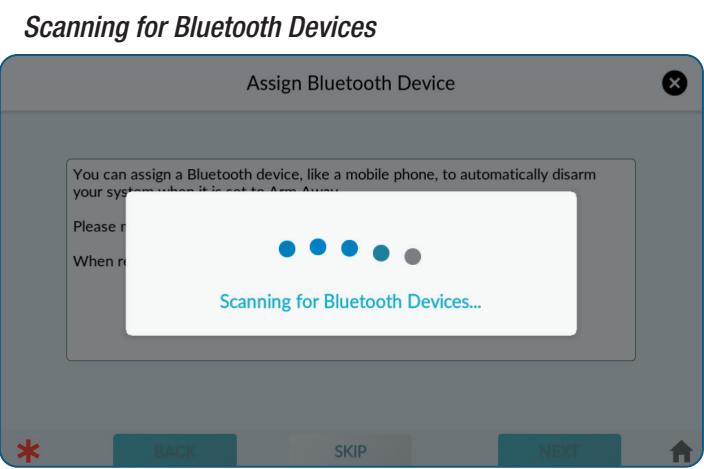 Scanning for Bluetooth Devices
Assign Bluetooth Device
You can assign a Bluetooth device, like a mobile phone, to automatically disarm
your system when it is set to Arm Away
Please
When
Scanning for Bluetooth Devices...
BACK
SKIP
NEXT